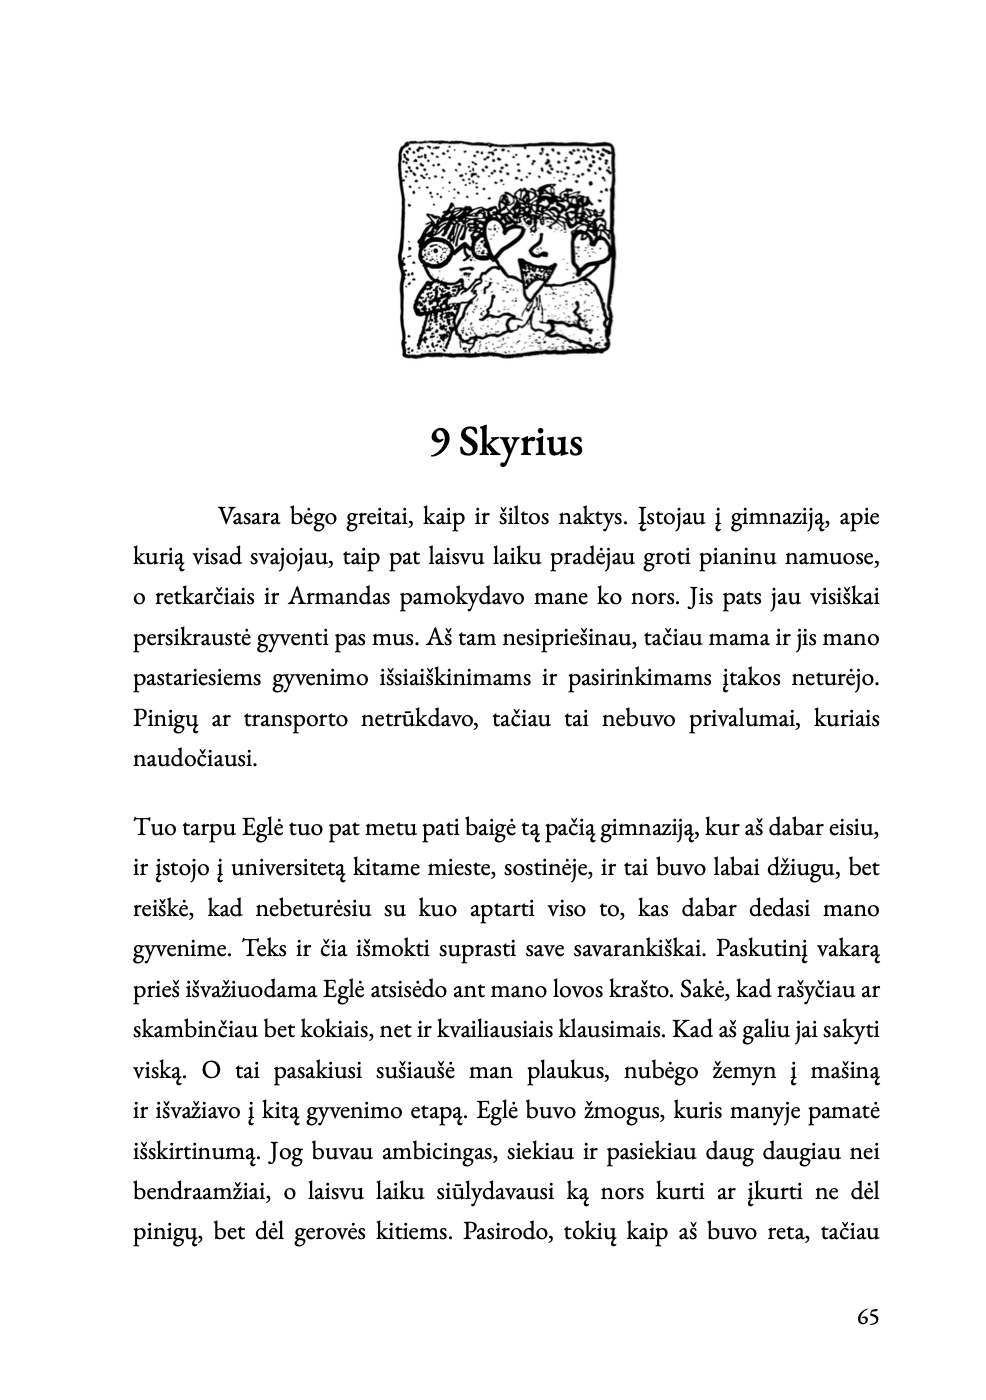 9 Skyrius
Vasara bėgo greitai, kaip ir šiltos naktys. Įstojau į gimnaziją, apie
kurią visad svajojau, taip pat laisvu laiku pradėjau groti pianinu namuose,
o retkarčiais ir Armandas pamokydavo mane ko nors. Jis pats jau visiškai
persikraustė gyventi pas mus. Aš tam nesipriešinau, tačiau mama ir jis mano
pastariesiems gyvenimo išsiaiškinimams ir pasirinkimams įtakos neturėjo.
Pinigų ar transporto netrūkdavo, tačiau tai nebuvo privalumai, kuriais
naudočiausi.
Tuo tarpu Eglė tuo pat metu pati baigė tą pačią gimnaziją, kur aš dabar eisiu,
ir įstojo į universitetą kitame mieste, sostinėje, ir tai buvo labai džiugu, bet
reiškė, kad nebeturėsiu su kuo aptarti viso to, kas dabar dedasi mano
gyvenime. Teks ir čia išmokti suprasti save savarankiškai. Paskutinį vakarą
prieš išvažiuodama Eglė atsisėdo ant mano lovos krašto. Sakė, kad rašyčiau ar
skambinčiau bet kokiais, net ir kvailiausiais klausimais. Kad aš galiu jai sakyti
viską. O tai pasakiusi sušiaušė man plaukus, nubėgo žemyn į mašiną
ir išvažiavo į kitą gyvenimo etapą. Eglė buvo žmogus, kuris manyje pamatė
išskirtinumą. Jog buvau ambicingas, siekiau ir pasiekiau daug daugiau nei
bendraamžiai, o laisvu laiku siūlydavausi ką nors kurti ar įkurti ne dėl
pinigų, bet dėl gerovės kitiems. Pasirodo, tokių kaip aš buvo reta, tačiau
65